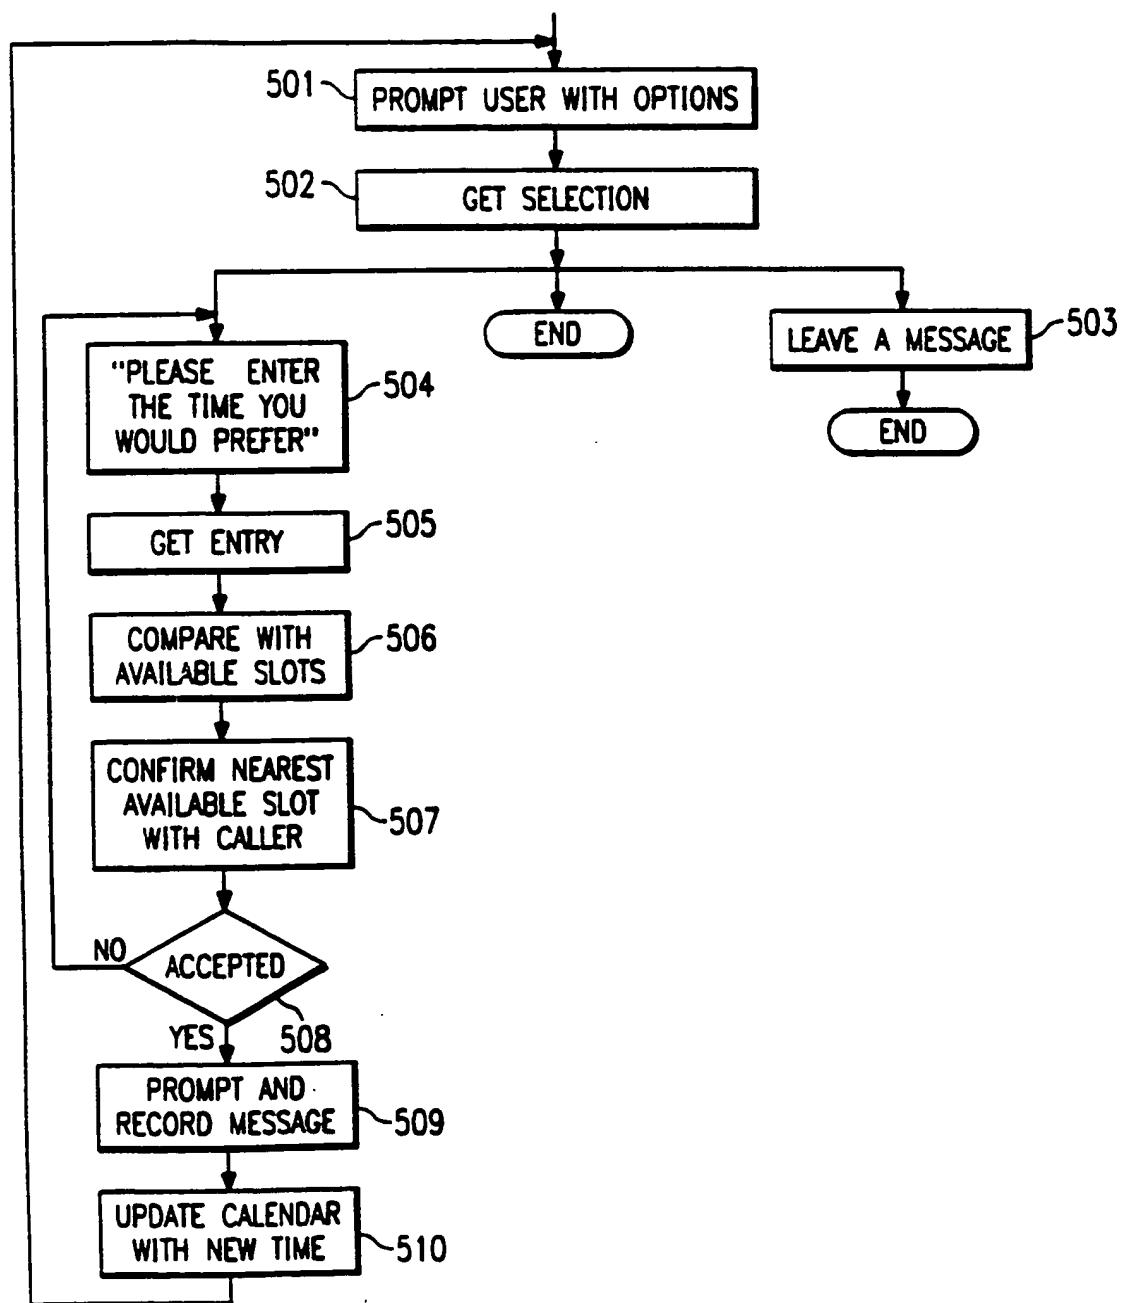 501
PROMPT USER WITH OPTIONS
502
GET SELECTION
END
LEAVE A MESSAGE
503
"PLEASE ENTER
THE TIME YOU
WOULD PREFER"
504
END
GET ENTRY
505
COMPARE WITH
AVAILABLE SLOTS
506
CONFIRM NEAREST
AVAILABLE SLOT
WITH CALLER
507
NO
ACCEPTED
508
YES
PROMPT AND
RECORD MESSAGE
509
UPDATE CALENDAR
WITH NEW TIME
510